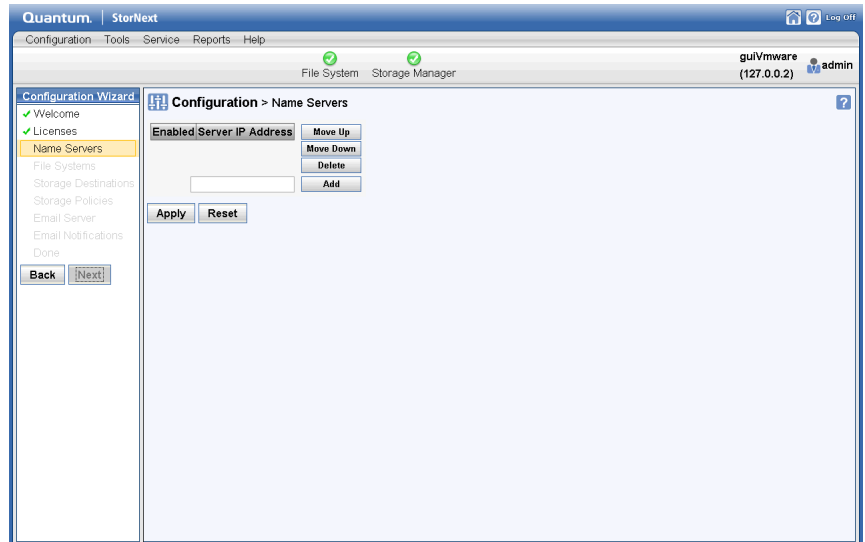 Quantum. StorNext
Log Off
Configuration Tools Service Reports Help
File System Storage Manager
guiVmware
(127.0.0.2)
admin
Configuration Wizard
Welcome
Licenses
Name Servers
File Systems
Storage Destinations
Storage Policies
Email Server
Email Notifications
Done
Back Next
Configuration > Name Servers
?
Enabled Server IP Address
Move Up
Move Down
Delete
Add
Apply Reset